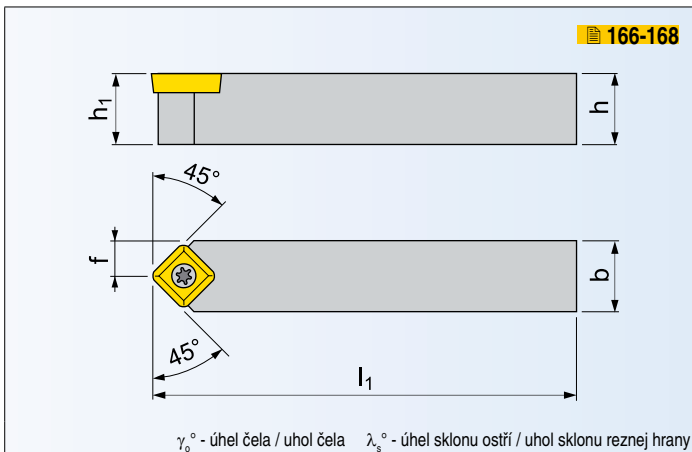 166-168
h1
h
45°
f
b
45°
l1
γo° - úhel čela / uhol čela λs° - úhel sklonu ostří / uhol sklonu reznej hrany